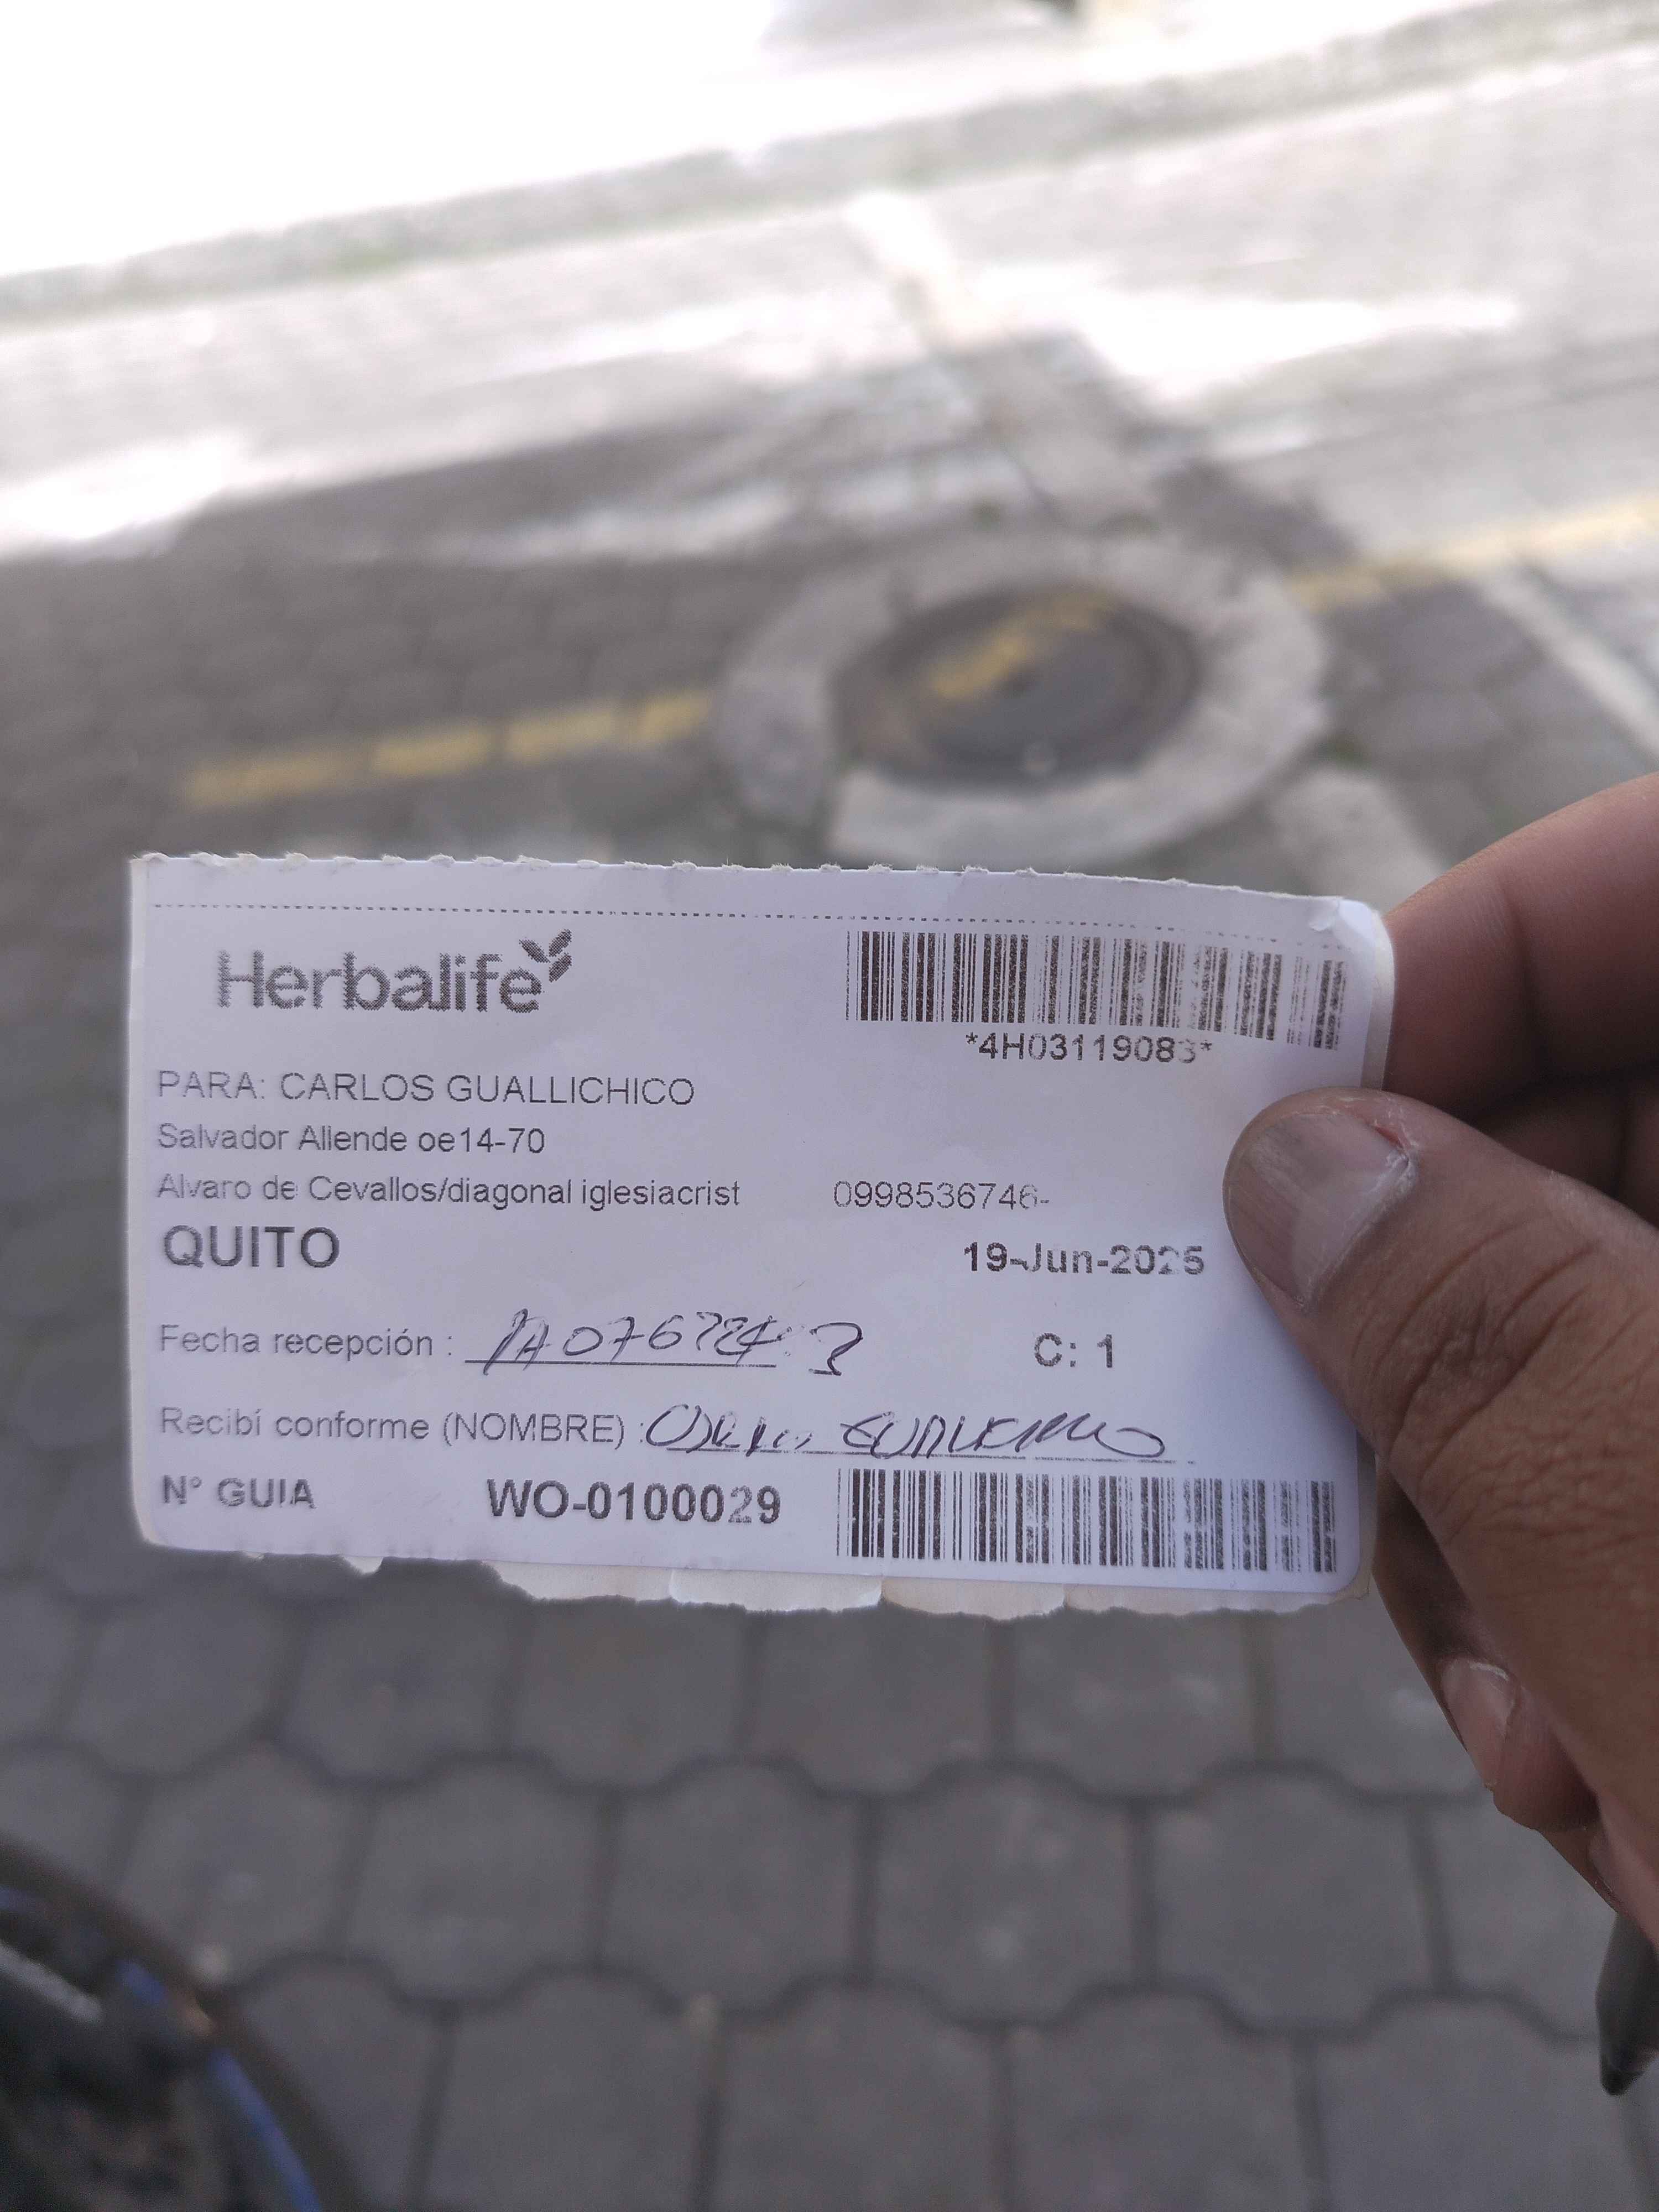 Herbalife
*4H03119083*
PARA: CARLOS GUALLICHICO
Salvador Allende oe14-70
Alvaro de Cevallos/diagonal iglesiacrist 0998536746-
QUITO
19-Jun-2025
Fecha recepción :
C: 1
Recibí conforme (NOMBRE) :
N° GUIA WO-0100029